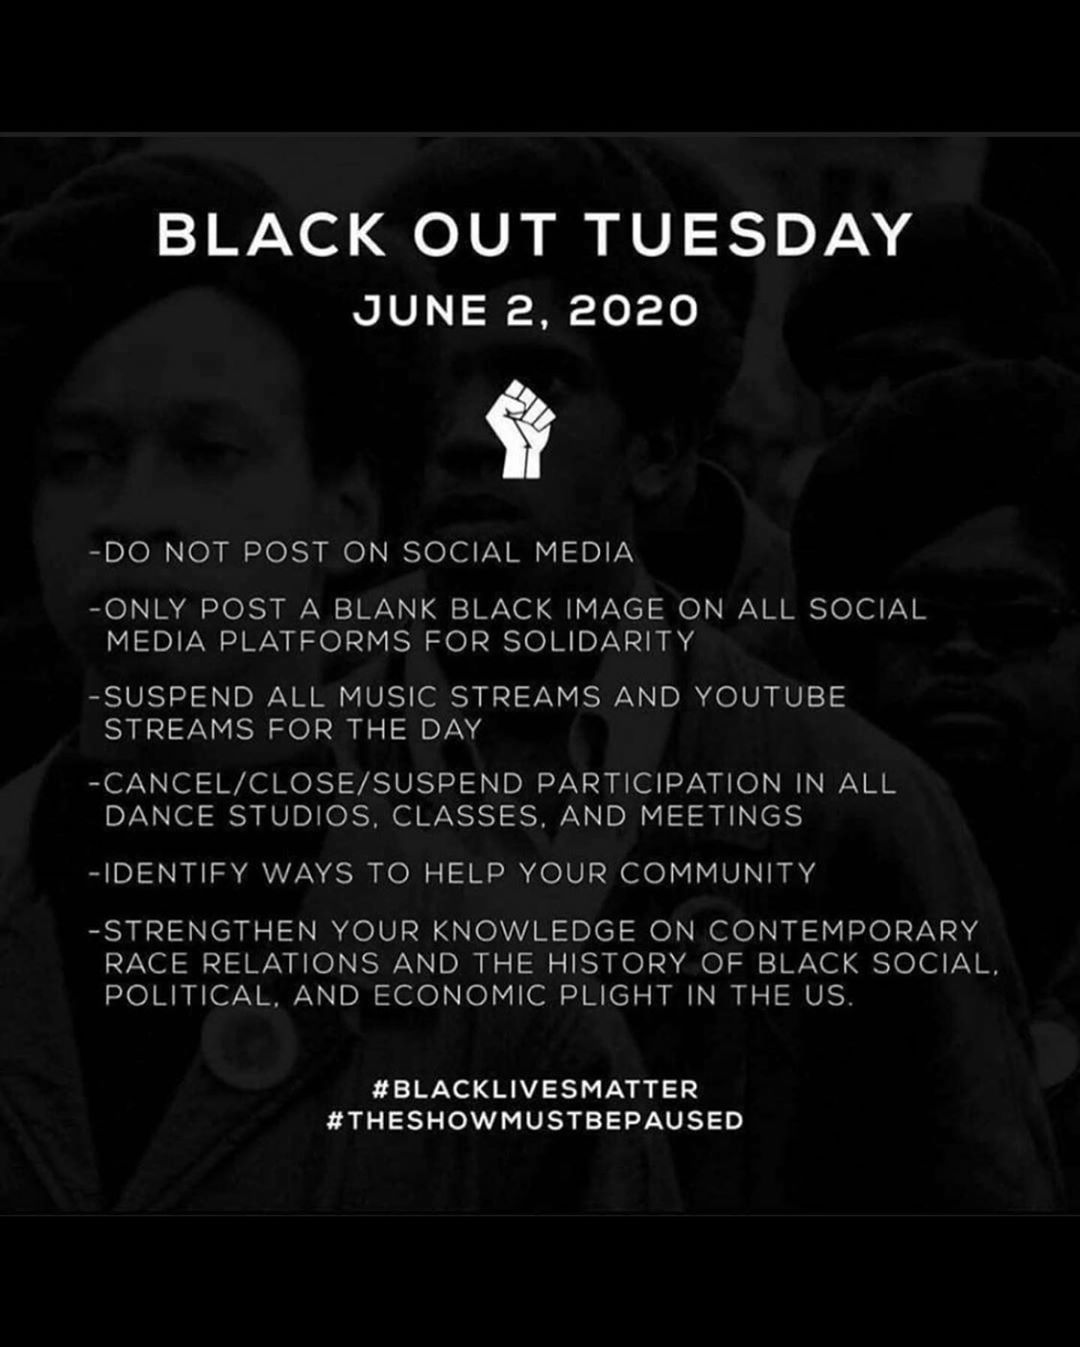 BLACK OUT TUESDAY
JUNE 2, 2020
-DO NOT POST ON SOCIAL MEDIA
-ONLY POST A BLANK BLACK IMAGE ON ALL SOCIAL
MEDIA PLATFORMS FOR SOLIDARITY
-SUSPEND ALL MUSIC STREAMS AND YOUTUBE
STREAMS FOR THE DAY
-CANCEL/CLOSE/SUSPEND PARTICIPATION IN ALL
DANCE STUDIOS, CLASSES, AND MEETINGS
-IDENTIFY WAYS TO HELP YOUR COMMUNITY
-STRENGTHEN YOUR KNOWLEDGE ON CONTEMPORARY
RACE RELATIONS AND THE HISTORY OF BLACK SOCIAL,
POLITICAL, AND ECONOMIC PLIGHT IN THE US.
#BLACKLIVESMATTER
#THESHOWMUSTBEPAUSED